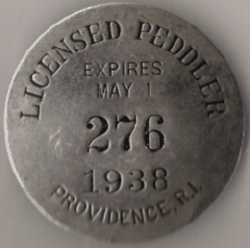 LICENSED PEDDLER
EXPIRES
MAY 1
276
1938
PROVIDENCE, R.I.